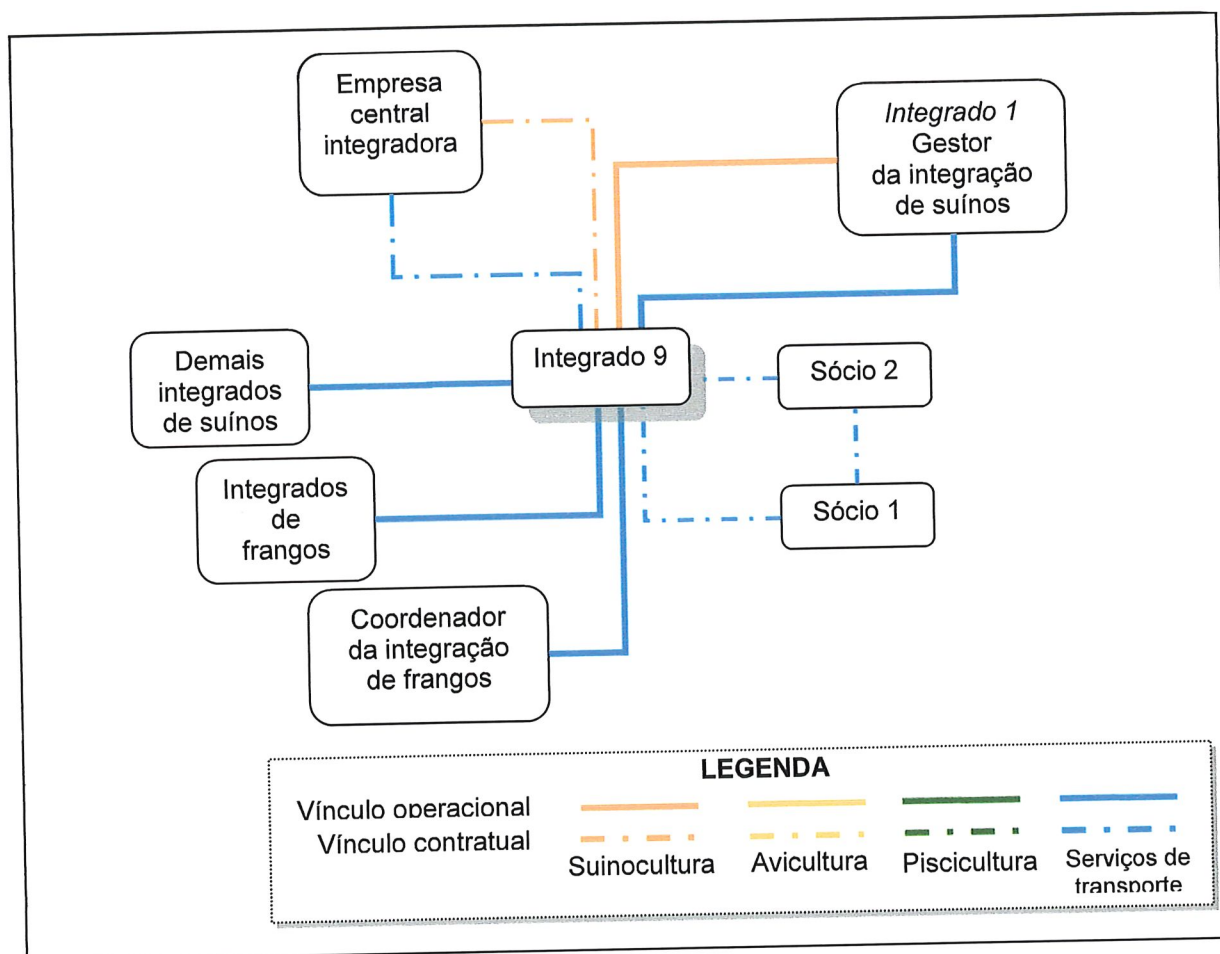 Empresa
central
integradora
Integrado 1
Gestor
da integração
de suínos
Integrado 9
Demais
integrados
de suínos
Sócio 2
Sócio 1
Integrados
de
frangos
Coordenador
da integração
de frangos
LEGENDA
Vínculo operacional
Vínculo contratual
Suinocultura
Avicultura
Piscicultura
Serviços de
transporte